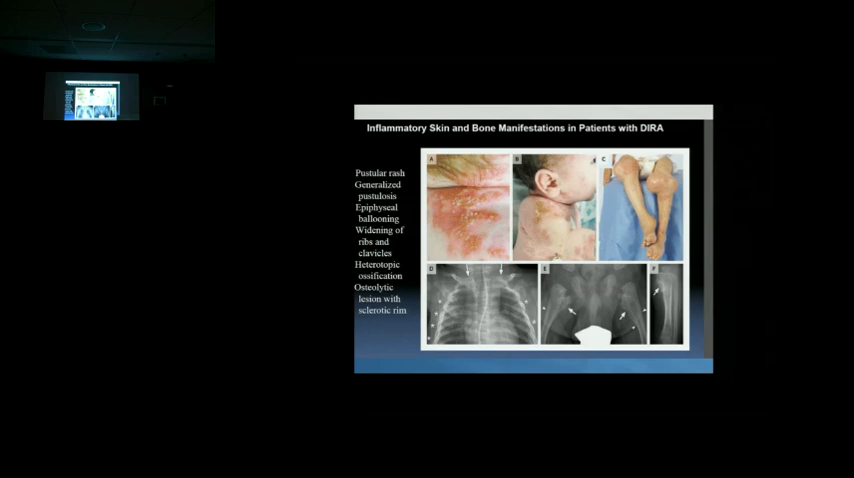 Inflammatory Skin and Bone Manifestations in Patients with DIRA
Pustular rash
Generalized
pustulosis
Epiphyseal
ballooning
Widening of
ribs and
clavicles
Heterotopic
ossification
Osteolytic
lesion with
sclerotic rim
A
B
C
D
E
F